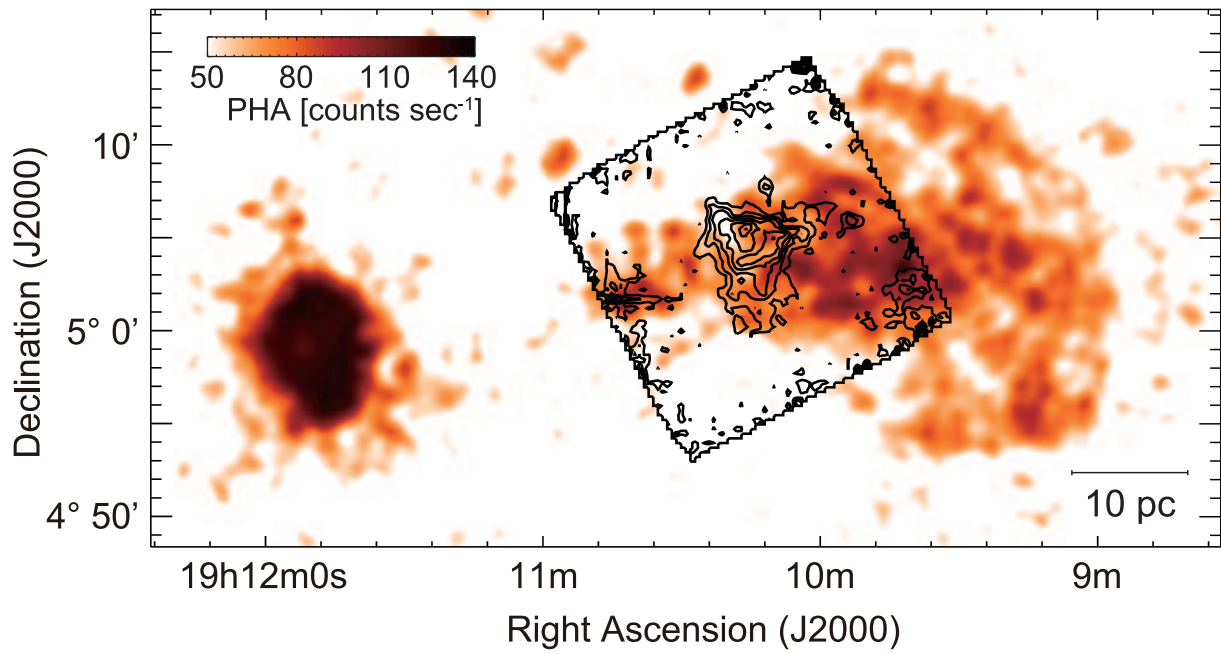 50 80 110 140
PHA [counts sec⁻¹]
10’
5° 0’
4° 50’
Declination (J2000)
10 pc
19h12m0s 11m 10m 9m
Right Ascension (J2000)